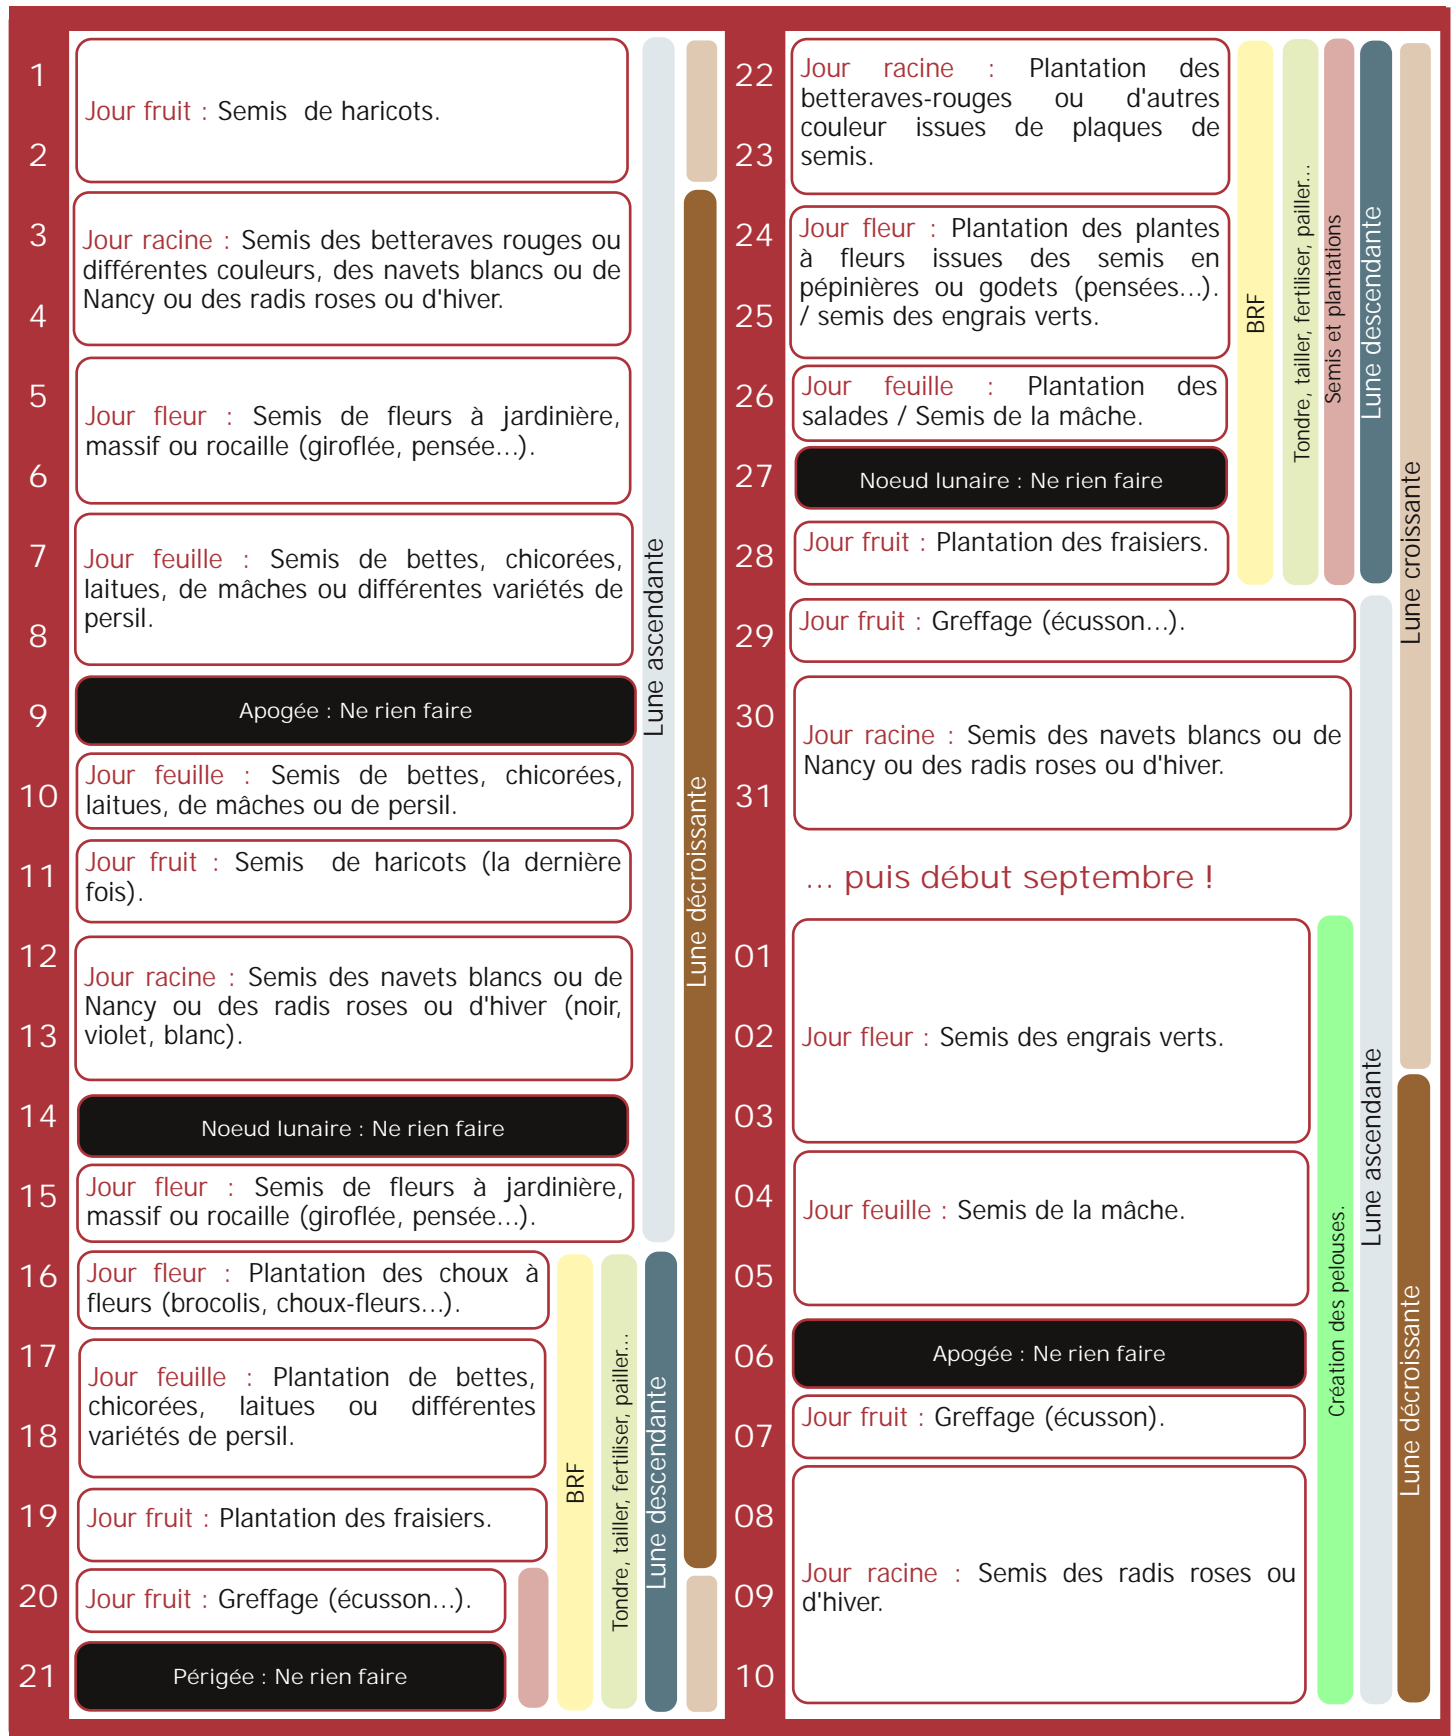 1
2
Jour fruit : Semis de haricots.
3
4
Jour racine : Semis des betteraves rouges ou
différentes couleurs, des navets blancs ou de
Nancy ou des radis roses ou d'hiver.
5
6
Jour fleur : Semis de fleurs à jardinière,
massif ou rocaille (giroflée, pensée...).
7
8
Jour feuille : Semis de bettes, chicorées,
laitues, de mâches ou différentes variétés de
persil.
9
Apogée : Ne rien faire
10
Jour feuille : Semis de bettes, chicorées,
laitues, de mâches ou de persil.
11
Jour fruit : Semis de haricots (la dernière
fois).
12
13
Jour racine : Semis des navets blancs ou de
Nancy ou des radis roses ou d'hiver (noir,
violet, blanc).
14
Noeud lunaire : Ne rien faire
15
Jour fleur : Semis de fleurs à jardinière,
massif ou rocaille (giroflée, pensée...).
16
Jour fleur : Plantation des choux à
fleurs (brocolis, choux-fleurs...).
17
18
Jour feuille : Plantation de bettes,
chicorées, laitues ou différentes
variétés de persil.
19
Jour fruit : Plantation des fraisiers.
20
Jour fruit : Greffage (écusson...).
21
Périgée : Ne rien faire
BRF
Tondre, tailler, fertiliser, pailler...
Lune ascendante
Lune descendante
Lune décroissante
22
23
Jour racine : Plantation des
betteraves-rouges ou d'autres
couleur issues de plaques de
semis.
24
25
Jour fleur : Plantation des plantes
à fleurs issues des semis en
pépinières ou godets (pensées...).
/ semis des engrais verts.
26
Jour feuille : Plantation des
salades / Semis de la mâche.
27
Noeud lunaire : Ne rien faire
28
Jour fruit : Plantation des fraisiers.
29
Jour fruit : Greffage (écusson...).
30
31
Jour racine : Semis des navets blancs ou de
Nancy ou des radis roses ou d'hiver.
... puis début septembre !
01
02
03
Jour fleur : Semis des engrais verts.
04
05
Jour feuille : Semis de la mâche.
06
Apogée : Ne rien faire
07
Jour fruit : Greffage (écusson).
08
09
10
Jour racine : Semis des radis roses ou
d'hiver.
BRF
Tondre, tailler, fertiliser, pailler...
Semis et plantations
Lune descendante
Lune croissante
Création des pelouses.
Lune ascendante
Lune décroissante